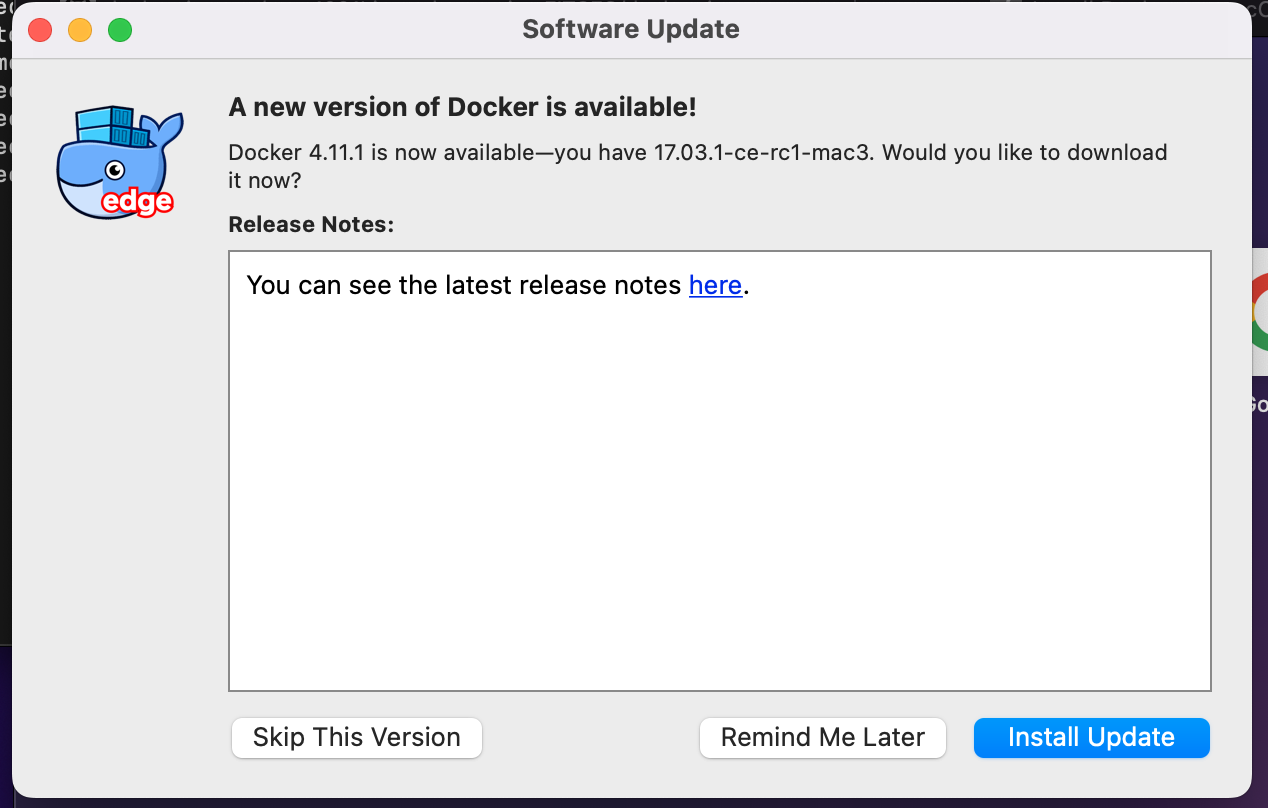 Software Update
A new version of Docker is available!
Docker 4.11.1 is now available—you have 17.03.1-ce-rc1-mac3. Would you like to download
it now?
edge
Release Notes:
You can see the latest release notes here.
Skip This Version
Remind Me Later
Install Update